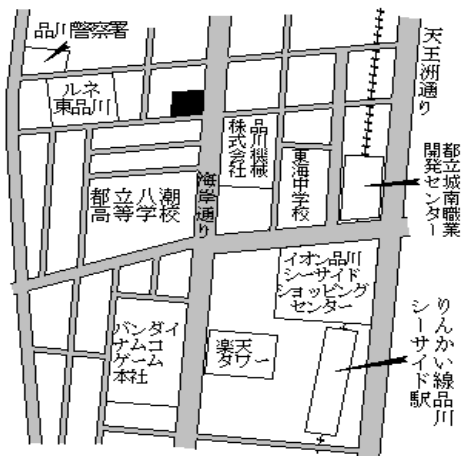 品川警察署
ルネ
東品川
天王洲通り
品川機械
株式会社
東海中学校
都立城南職業
開発センター
都立八潮
高等学校
海岸通り
イオン品川
シーサイド
ショッピング
センター
りんかい線品川
シーサイド駅
バンダイ
ナムコ
ゲーム
本社
楽天
タワー